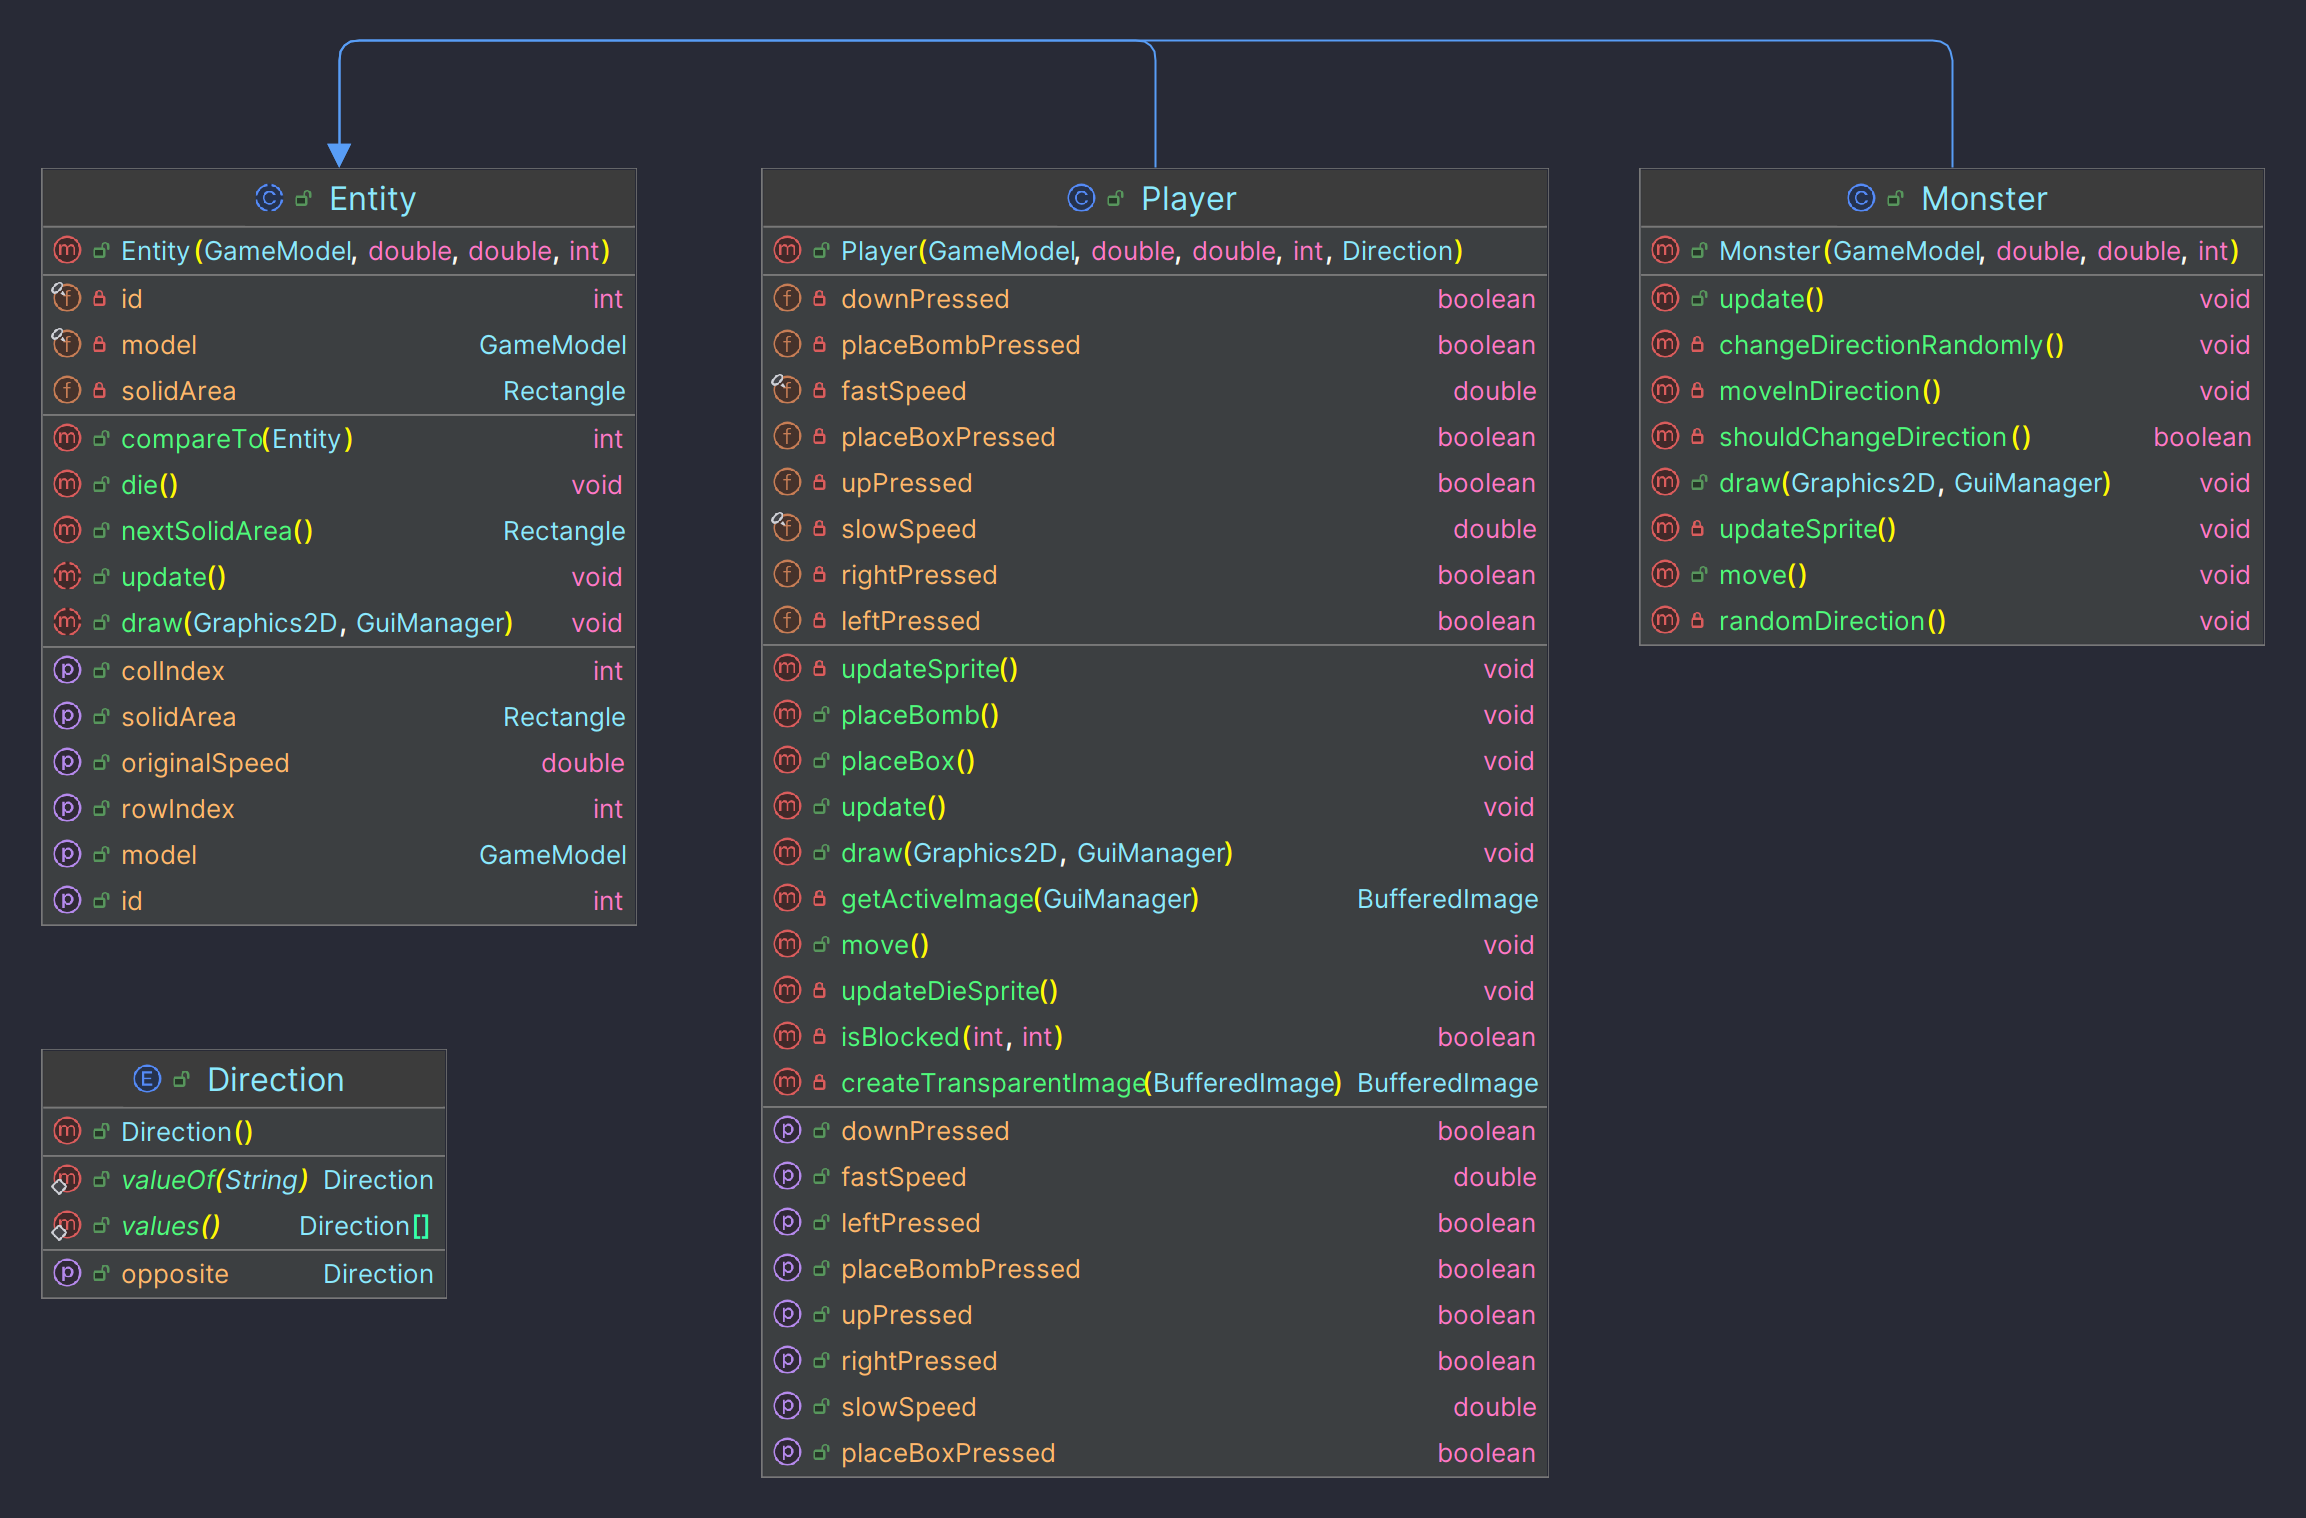 Entity
Entity(GameModel, double, double, int)
id int
model GameModel
solidArea Rectangle
compareTo(Entity) int
die() void
nextSolidArea() Rectangle
update() void
draw(Graphics2D, GuiManager) void
colIndex int
solidArea Rectangle
originalSpeed double
rowIndex int
model GameModel
id int
Direction
Direction()
valueOf(String) Direction
values() Direction[]
opposite Direction
Player
Player(GameModel, double, double, int, Direction)
downPressed boolean
placeBombPressed boolean
fastSpeed double
placeBoxPressed boolean
upPressed boolean
slowSpeed double
rightPressed boolean
leftPressed boolean
updateSprite() void
placeBomb() void
placeBox() void
update() void
draw(Graphics2D, GuiManager) void
getActiveImage(GuiManager) BufferedImage
move() void
updateDieSprite() void
isBlocked(int, int) boolean
createTransparentImage(BufferedImage) BufferedImage
downPressed boolean
fastSpeed double
leftPressed boolean
placeBombPressed boolean
upPressed boolean
rightPressed boolean
slowSpeed double
placeBoxPressed boolean
Monster
Monster(GameModel, double, double, int)
update() void
changeDirectionRandomly() void
moveInDirection() void
shouldChangeDirection() boolean
draw(Graphics2D, GuiManager) void
updateSprite() void
move() void
randomDirection() void